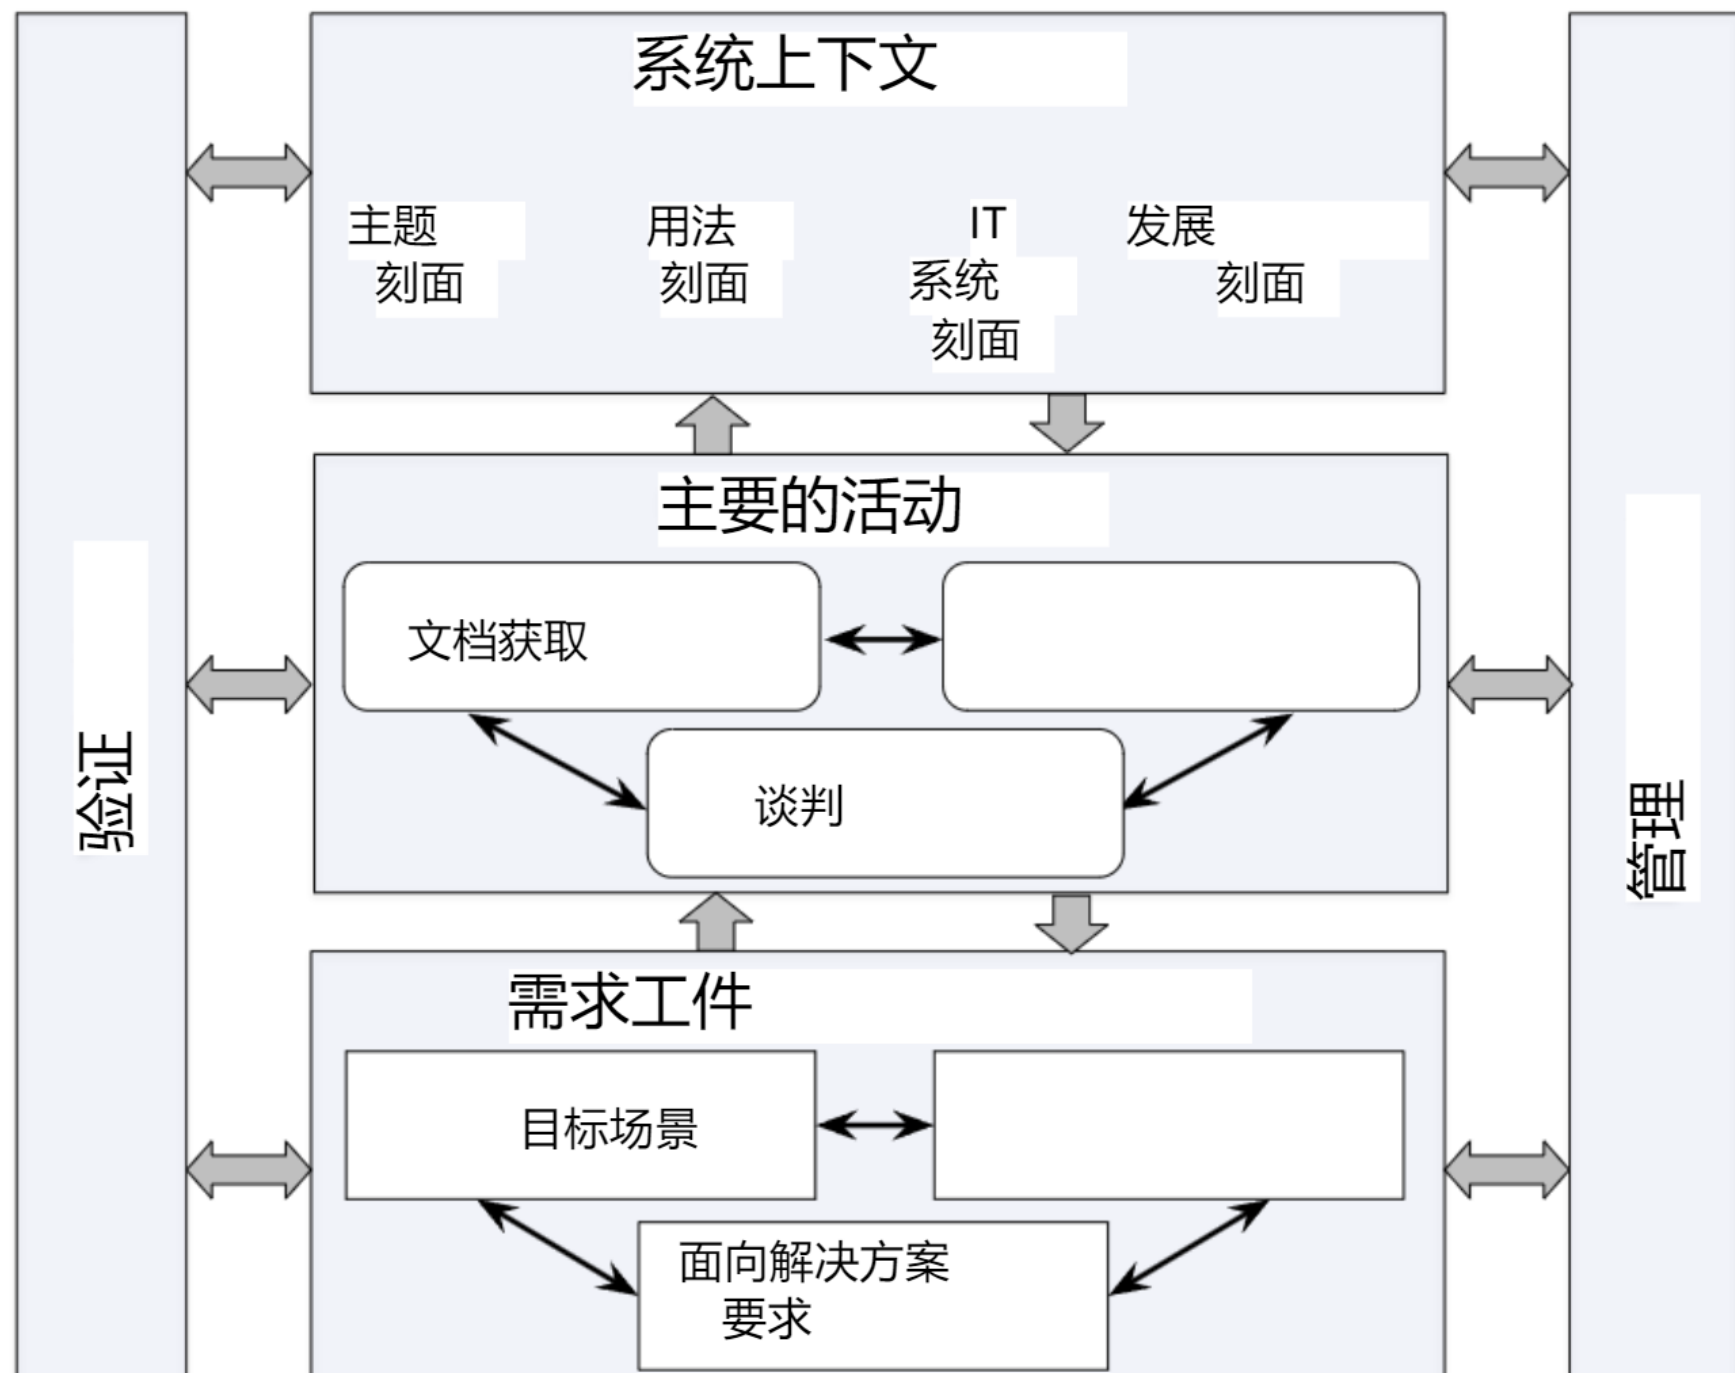 系统上下文
主题
刻面
用法
刻面
IT
系统
刻面
发展
刻面
主要的活动
文档获取
谈判
验证
管理
需求工件
目标场景
面向解决方案
要求